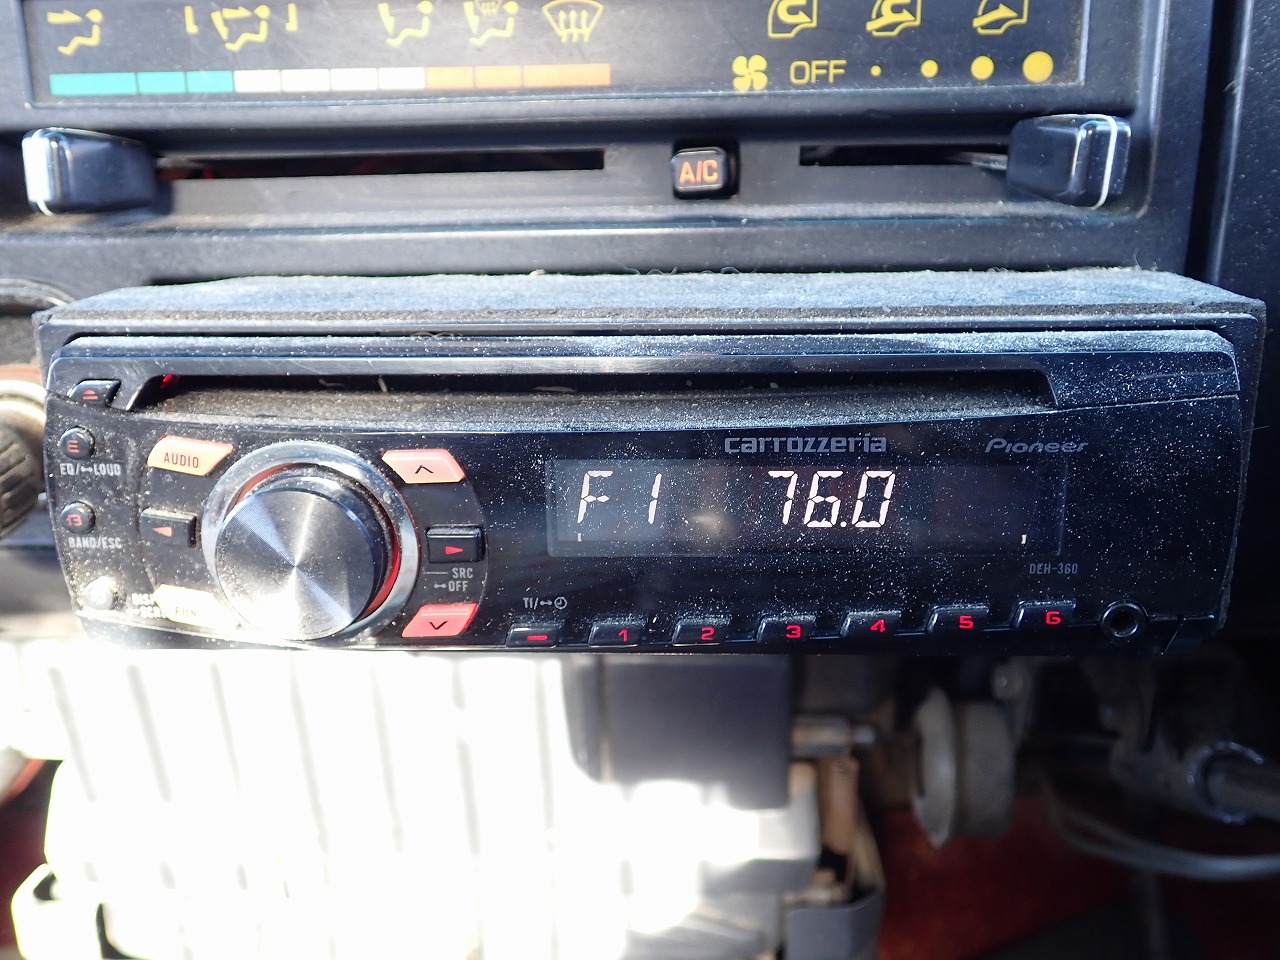 OFF
A/C
carrozzeria
Pioneer
AUDIO
EQ/LOUD
E
F1 76.0
B
BAND/ESC
SRC
OFF
DEH-360
TI/
1 2 3 4 5 6